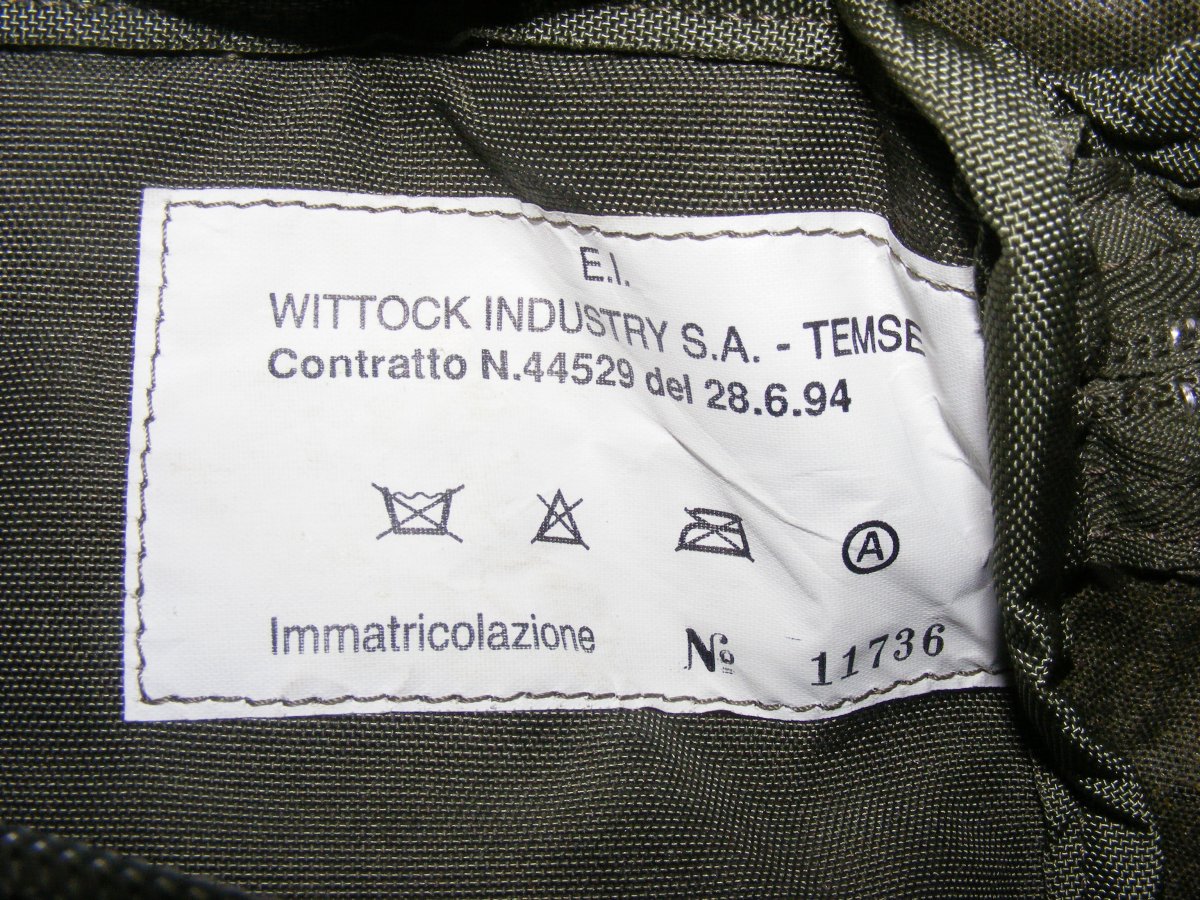 E.I.
WITTOCK INDUSTRY S.A. - TEMSE
Contratto N.44529 del 28.6.94
A
Immatricolazione № 11736